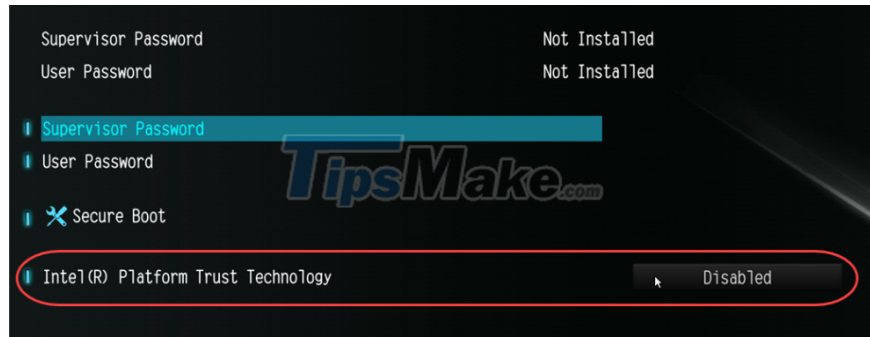 Supervisor Password Not Installed
User Password Not Installed
Supervisor Password
User Password
TipsMake.com
Secure Boot
Intel(R) Platform Trust Technology Disabled